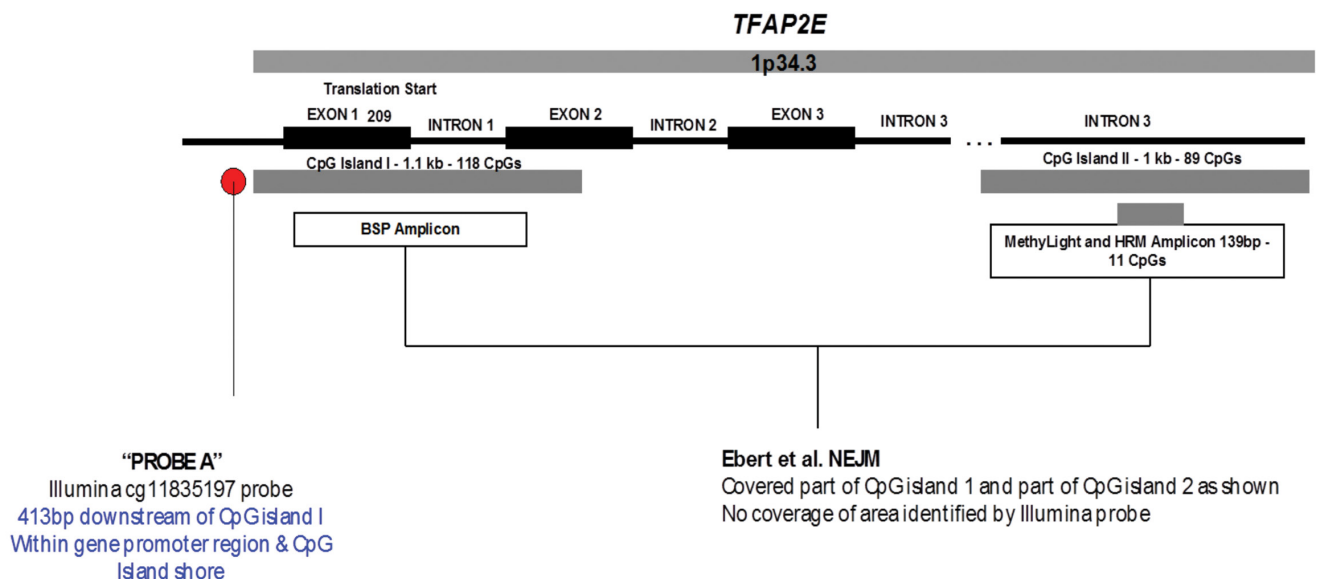 TFAP2E
1p34.3
Translation Start
EXON 1 209
INTRON 1
EXON 2
INTRON 2
EXON 3
INTRON 3
...
INTRON 3
CpG Island I - 1.1 kb - 118 CpGs
CpG Island II - 1 kb - 89 CpGs
BSP Amplicon
MethyLight and HRM Amplicon 139bp -
11 CpGs
“PROBE A”
Illumina cg11835197 probe
413bp downstream of CpG island I
Within gene promoter region & CpG
Island shore
Ebert et al. NEJM
Covered part of CpG island 1 and part of CpG island 2 as shown
No coverage of area identified by Illumina probe